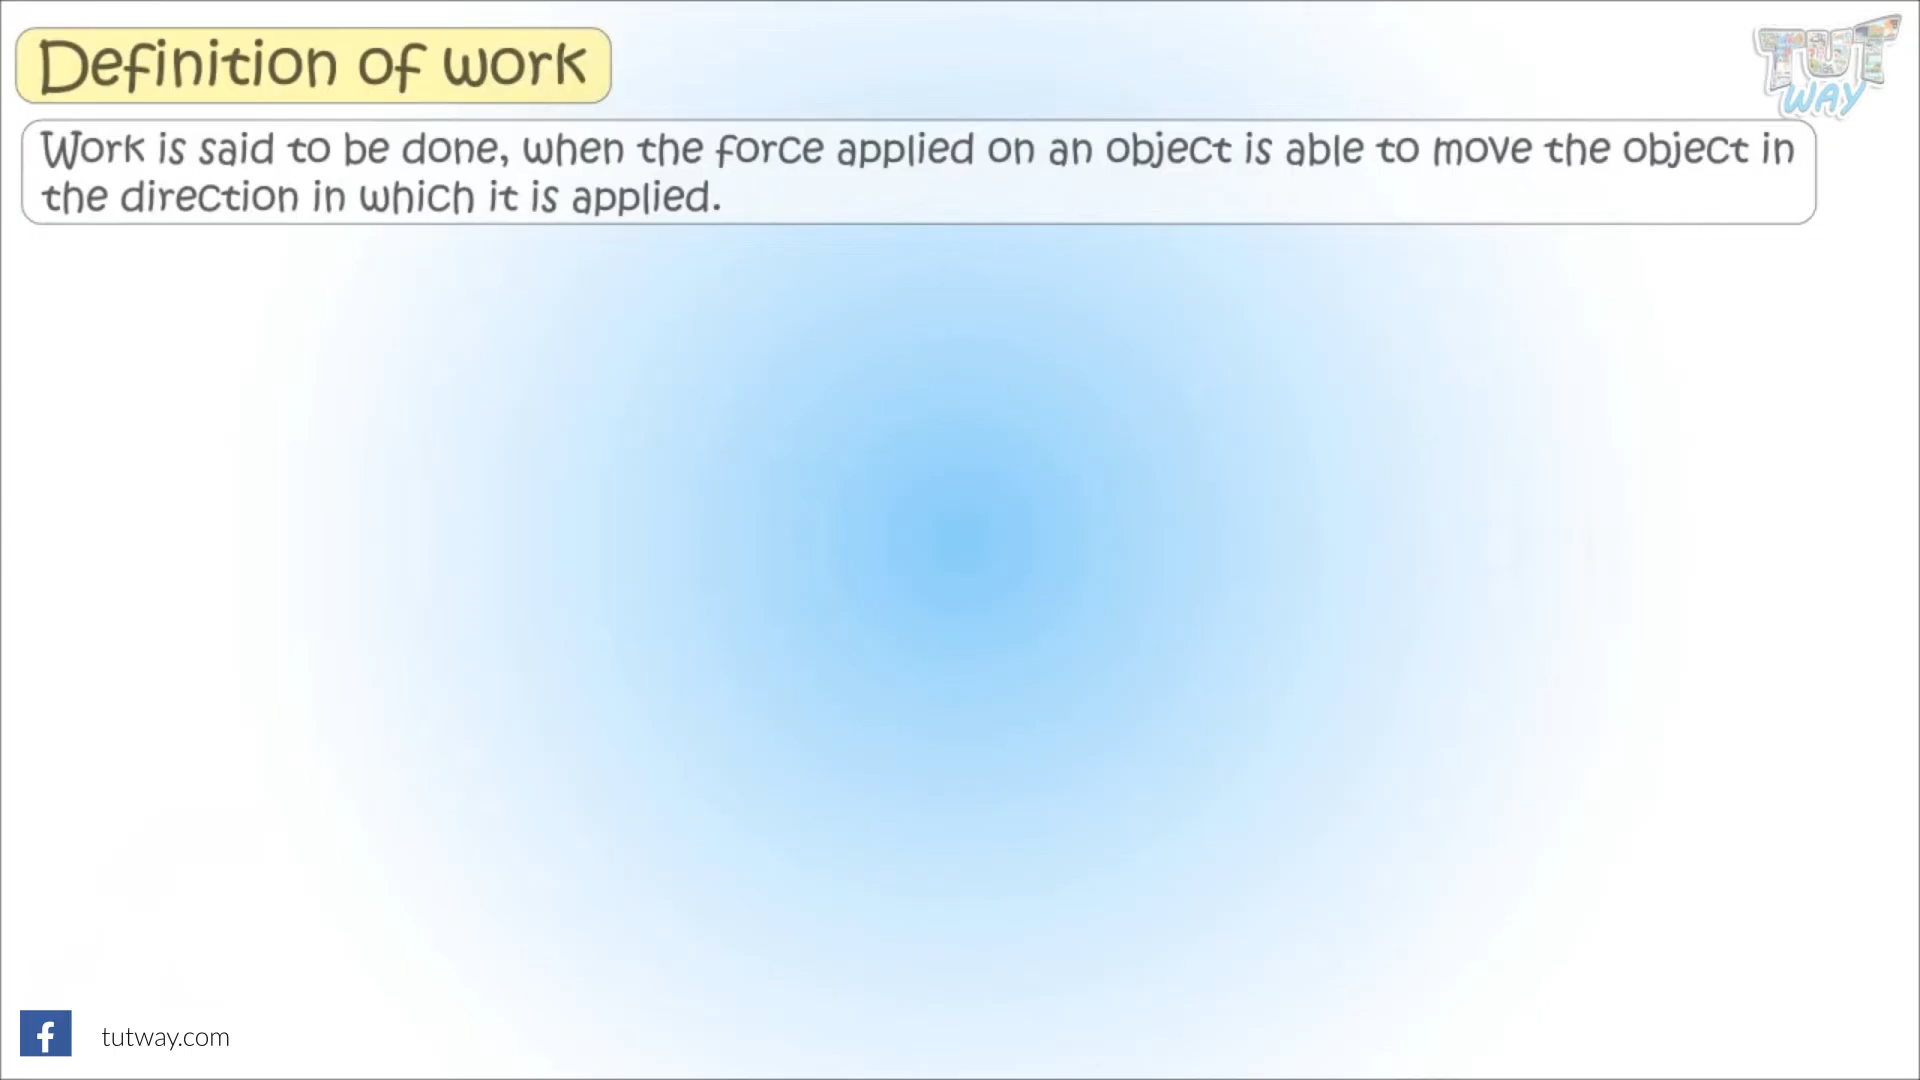 Definition of work
TUT
WAY
Work is said to be done, when the force applied on an object is able to move the object in
the direction in which it is applied.
f
tutway.com